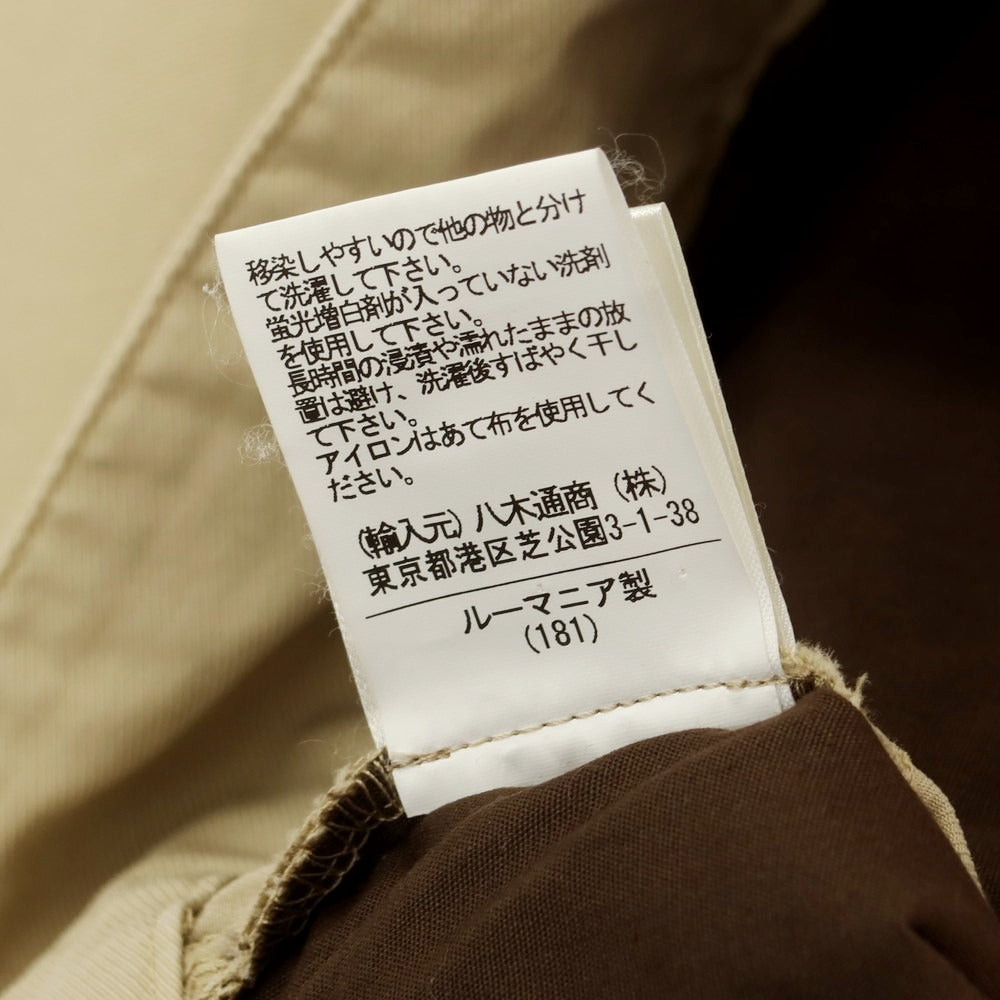 移染しやすいので他の物と分け
て洗濯して下さい。
蛍光増白剤が入っていない洗剤
を使用して下さい。
長時間の浸漬や濡れたままの放
置は避け、洗濯後すばやく干し
て下さい。
アイロンはあて布を使用してく
ださい。
(輸入元) 八木通商 (株)
東京都港区芝公園3-1-38
ルーマニア製
(181)